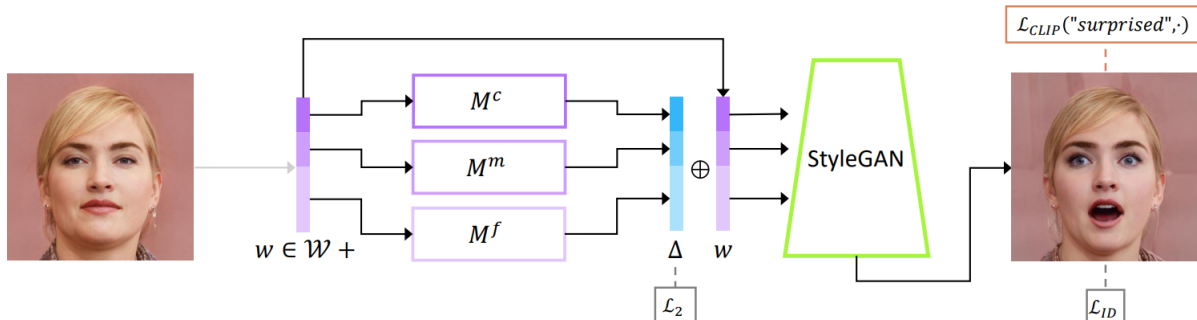 ℒ_CLIP("surprised",·)
M^c
M^m
StyleGAN
M^f
w ∈ 𝒲 +
Δ
⊕
w
ℒ_2
ℒ_ID